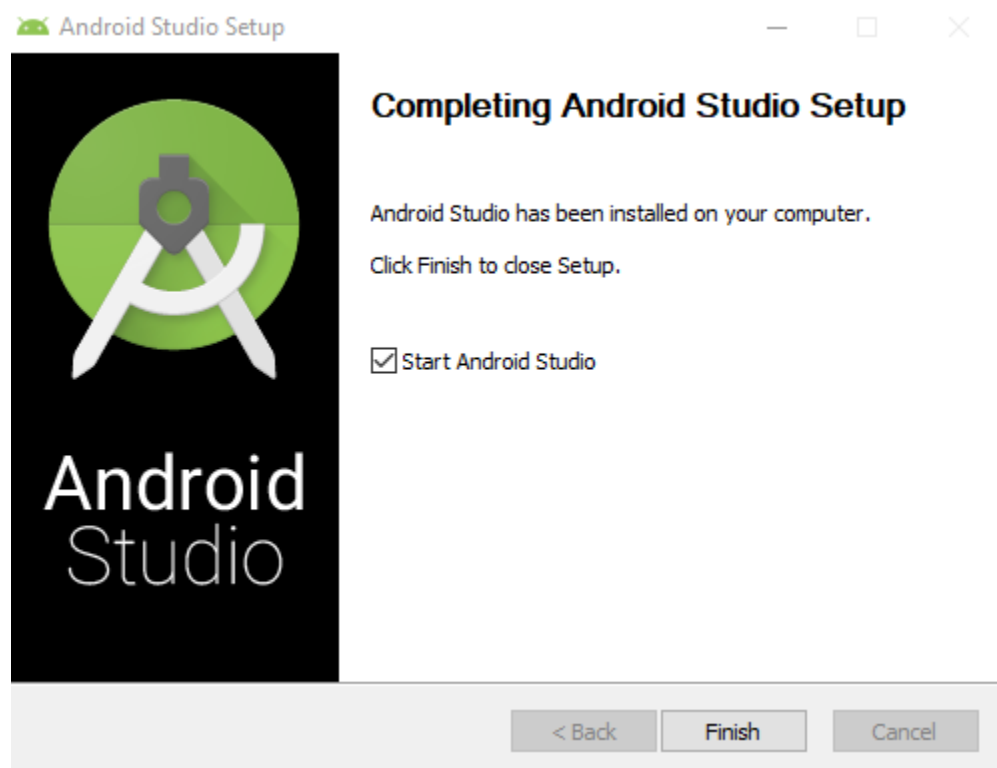 Android Studio Setup
Completing Android Studio Setup
Android Studio has been installed on your computer.
Click Finish to close Setup.
Start Android Studio
Android
Studio
< Back
Finish
Cancel